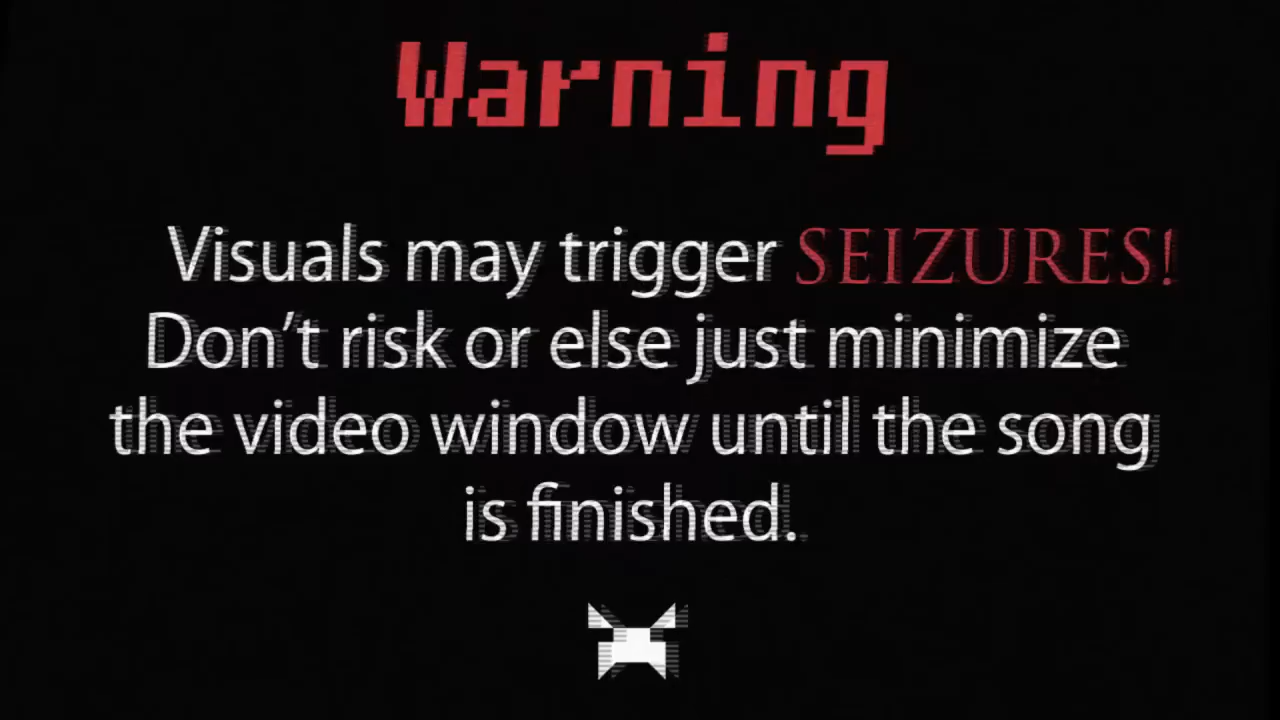 Warning
Visuals may trigger SEIZURES!
Don’t risk or else just minimize
the video window until the song
is finished.